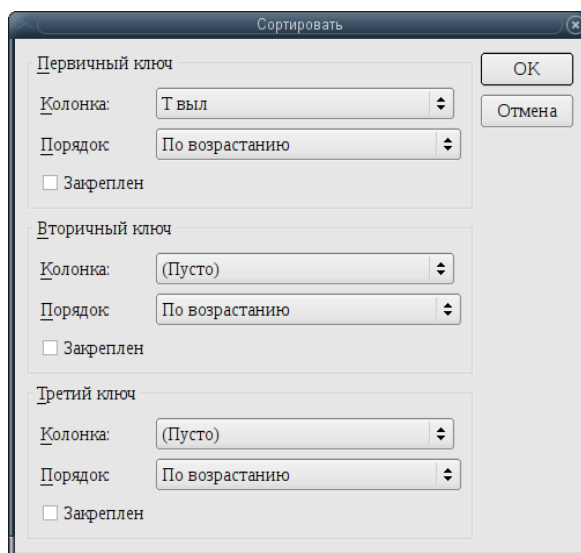 Сортировать
Первичный ключ
OK
Колонка: Т выл
Отмена
Порядок По возрастанию
Закреплен
Вторичный ключ
Колонка: (Пусто)
Порядок По возрастанию
Закреплен
Третий ключ
Колонка: (Пусто)
Порядок По возрастанию
Закреплен